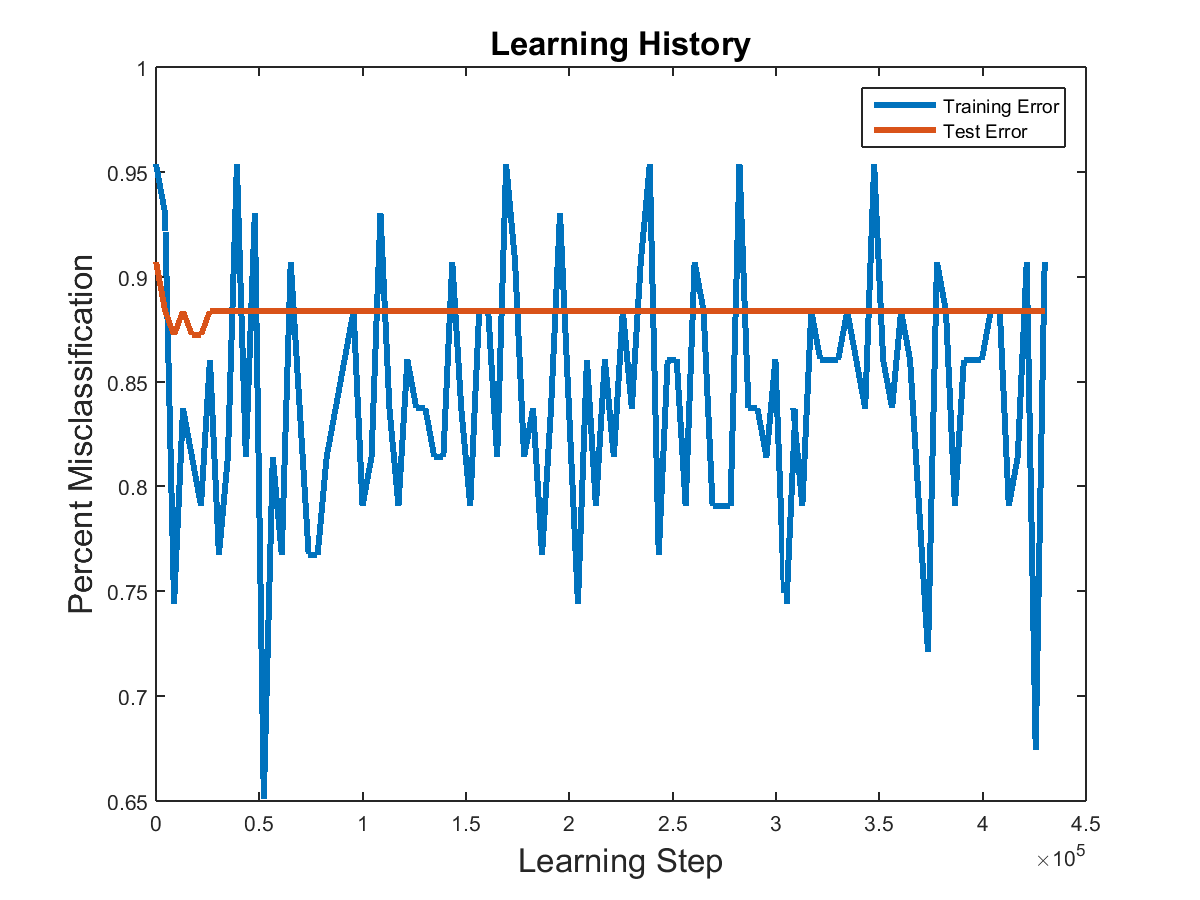 Learning History
Training Error
Test Error
Percent Misclassification
1
0.95
0.9
0.85
0.8
0.75
0.7
0.65
0 0.5 1 1.5 2 2.5 3 3.5 4 4.5
×10⁵
Learning Step